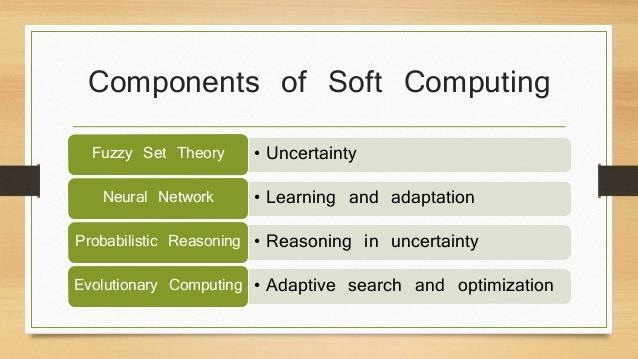 Components of Soft Computing
Fuzzy Set Theory • Uncertainty
Neural Network • Learning and adaptation
Probabilistic Reasoning • Reasoning in uncertainty
Evolutionary Computing • Adaptive search and optimization